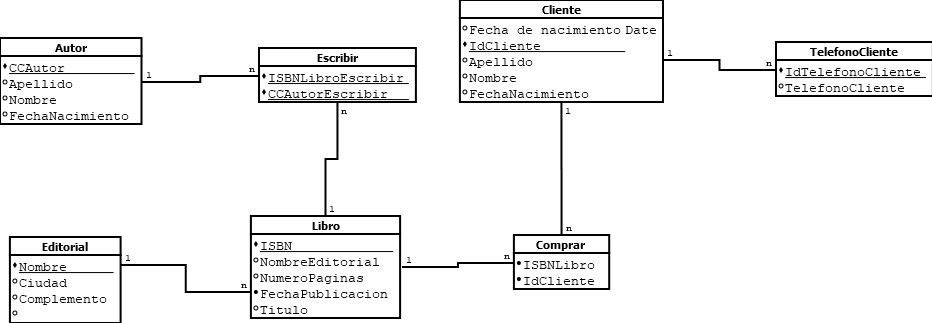 Cliente
Fecha de nacimiento Date
IdCliente
Apellido
Nombre
FechaNacimiento
Autor
CCAutor
Apellido
Nombre
FechaNacimiento
1
n
Escribir
ISBNLibroEscribir
CCAutorEscribir
n
1
1
n
TelefonoCliente
IdTelefonoCliente
TelefonoCliente
1
n
Editorial
Nombre
Ciudad
Complemento
1
n
Libro
ISBN
NombreEditorial
NumeroPaginas
FechaPublicacion
Titulo
1
n
Comprar
ISBNLibro
IdCliente